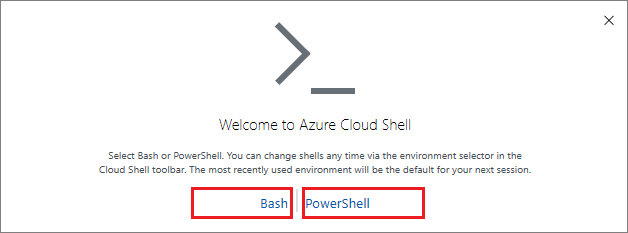 Welcome to Azure Cloud Shell
Select Bash or PowerShell. You can change shells any time via the environment selector in the
Cloud Shell toolbar. The most recently used environment will be the default for your next session.
Bash PowerShell